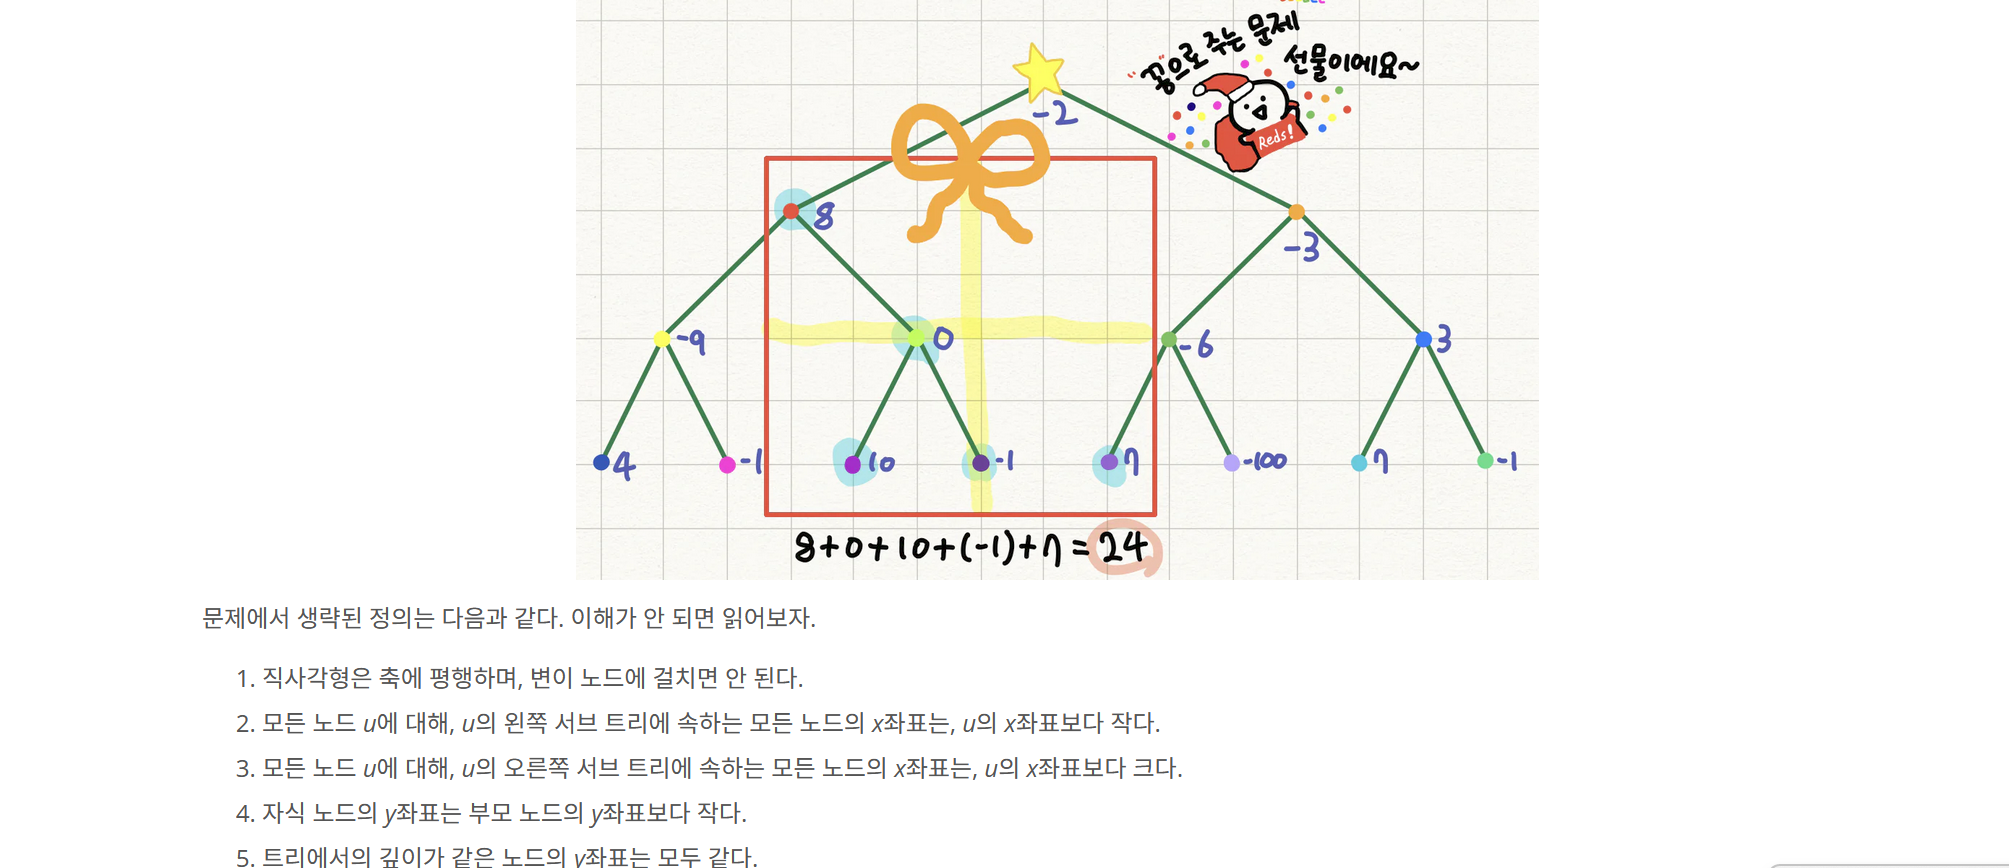 꽁으로 주는 문제
선물이에요~
Reds!
-2
8
-3
-9
0
-6
3
4
-1
10
-1
7
-100
7
-1
8+0+10+(-1)+7=24
문제에서 생략된 정의는 다음과 같다. 이해가 안 되면 읽어보자.
1. 직사각형은 축에 평행하며, 변이 노드에 걸치면 안 된다.
2. 모든 노드 u에 대해, u의 왼쪽 서브 트리에 속하는 모든 노드의 x좌표는, u의 x좌표보다 작다.
3. 모든 노드 u에 대해, u의 오른쪽 서브 트리에 속하는 모든 노드의 x좌표는, u의 x좌표보다 크다.
4. 자식 노드의 y좌표는 부모 노드의 y좌표보다 작다.
5. 트리에서의 깊이가 같은 노드의 y좌표는 모두 같다.